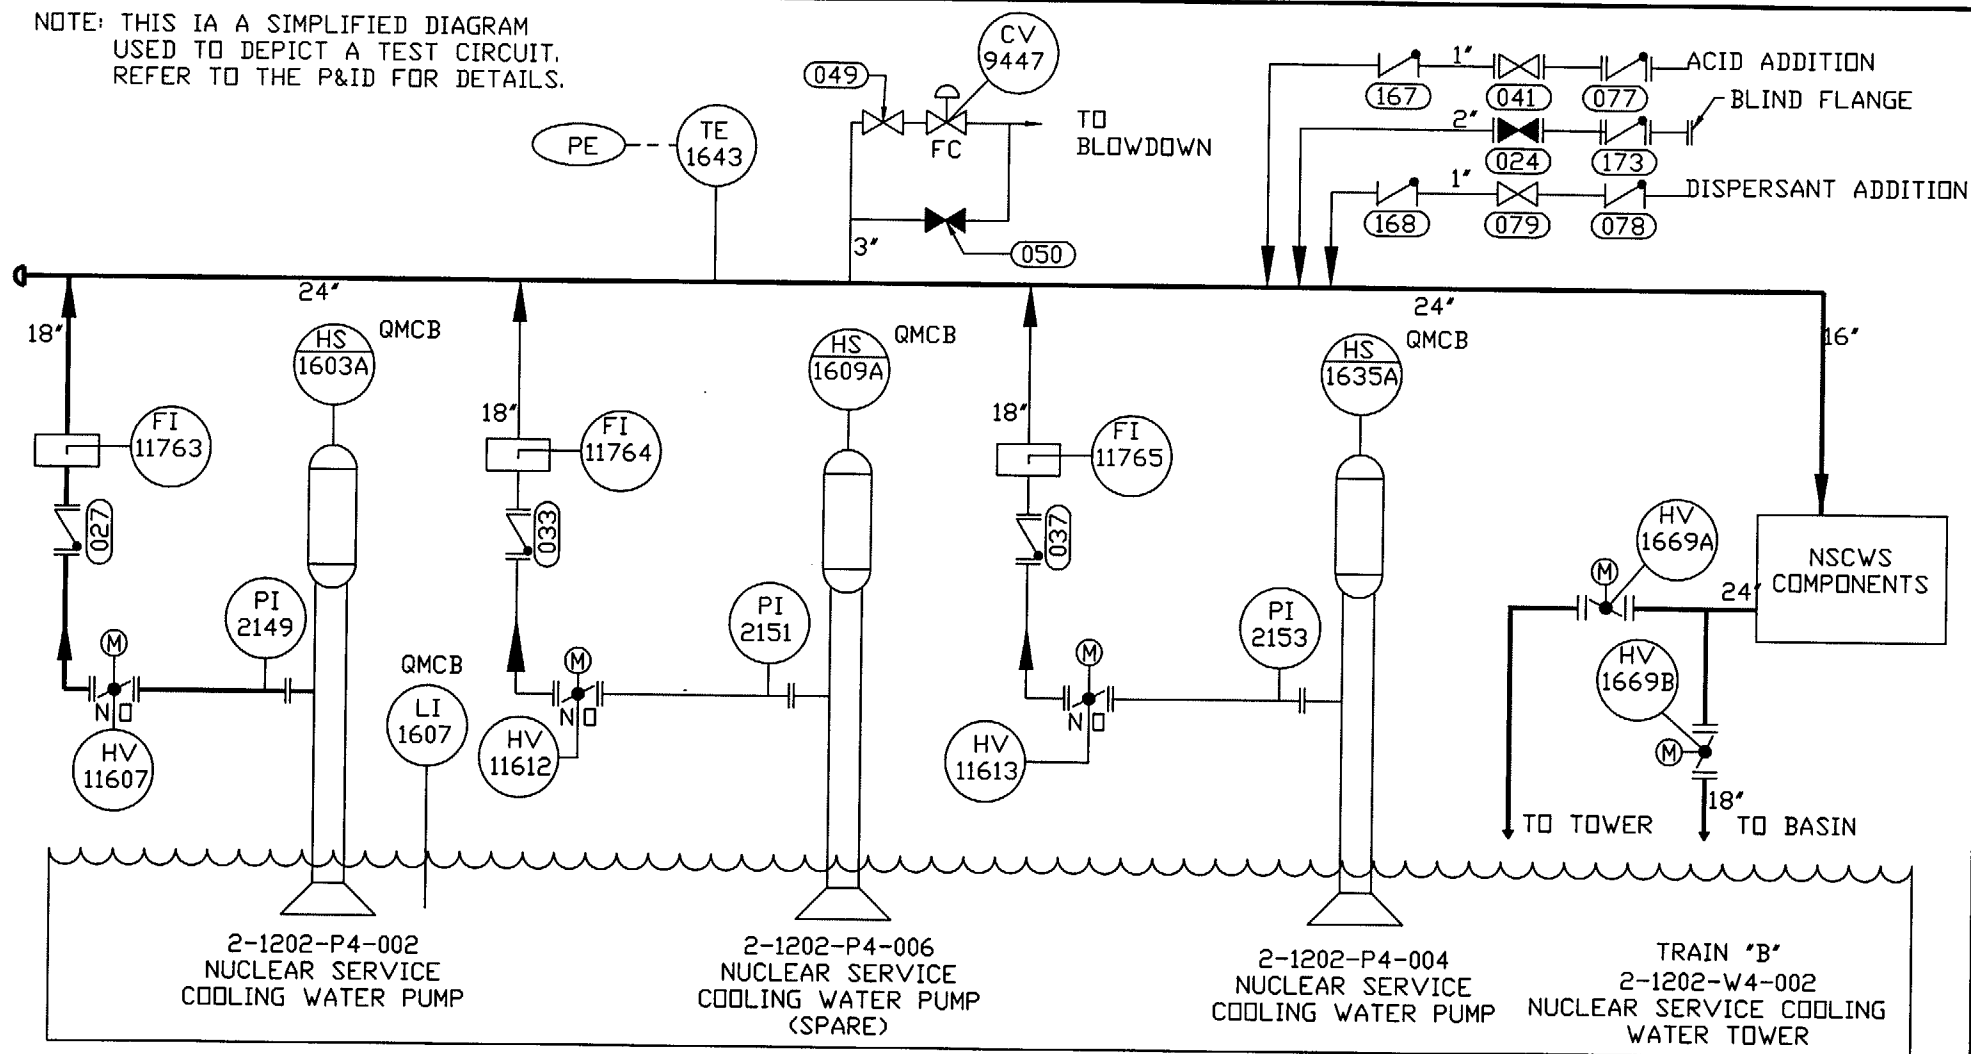 NOTE: THIS IA A SIMPLIFIED DIAGRAM
USED TO DEPICT A TEST CIRCUIT.
REFER TO THE P&ID FOR DETAILS.
PE
TE
1643
049
CV
9447
FC
TO
BLOWDOWN
3"
050
167
1"
041
077
ACID ADDITION
2"
024
173
BLIND FLANGE
168
1"
079
078
DISPERSANT ADDITION
24"
24"
16"
18"
HS
1603A
QMCB
FI
11763
027
PI
2149
M
NO
HV
11607
QMCB
LI
1607
18"
HS
1609A
QMCB
FI
11764
033
PI
2151
M
NO
HV
11612
18"
HS
1635A
QMCB
FI
11765
037
PI
2153
M
NO
HV
11613
HV
1669A
M
24"
NSCWS
COMPONENTS
HV
1669B
M
18"
TO TOWER
TO BASIN
2-1202-P4-002
NUCLEAR SERVICE
COOLING WATER PUMP
2-1202-P4-006
NUCLEAR SERVICE
COOLING WATER PUMP
(SPARE)
2-1202-P4-004
NUCLEAR SERVICE
COOLING WATER PUMP
TRAIN "B"
2-1202-W4-002
NUCLEAR SERVICE COOLING
WATER TOWER